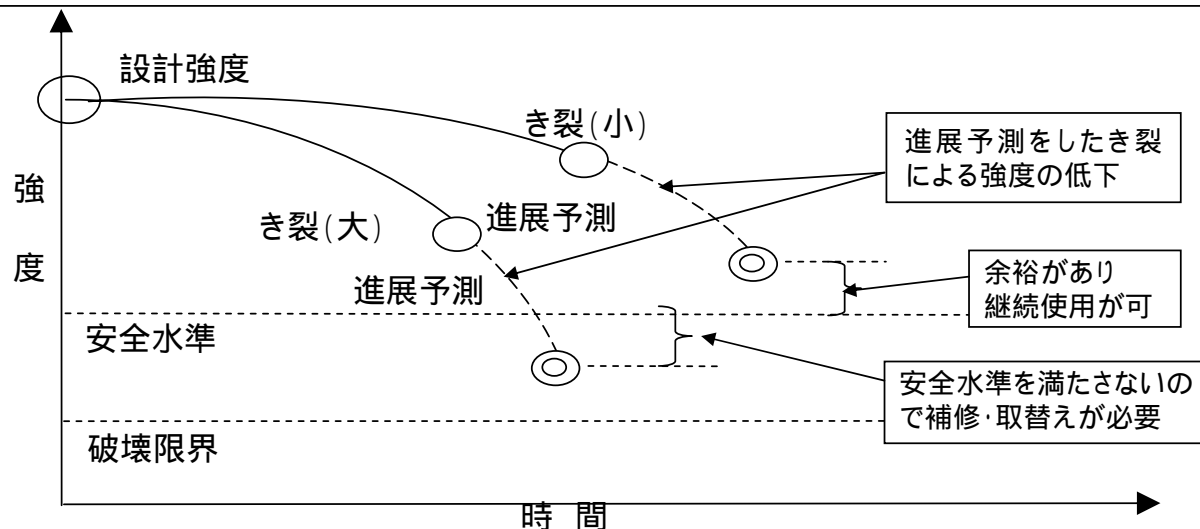 設計強度
き裂(小)
進展予測をしたき裂
による強度の低下
強
度
き裂(大)
進展予測
進展予測
余裕があり
継続使用が可
安全水準
安全水準を満たさないの
で補修・取替えが必要
破壊限界
時 間